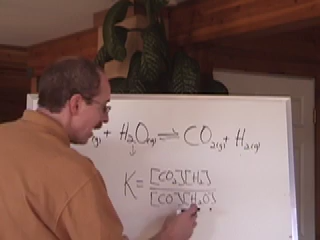 (g) + H₂O(g) ⇌ CO₂(g) + H₂(g)
K = [CO₂][H₂] / [CO][H₂O]